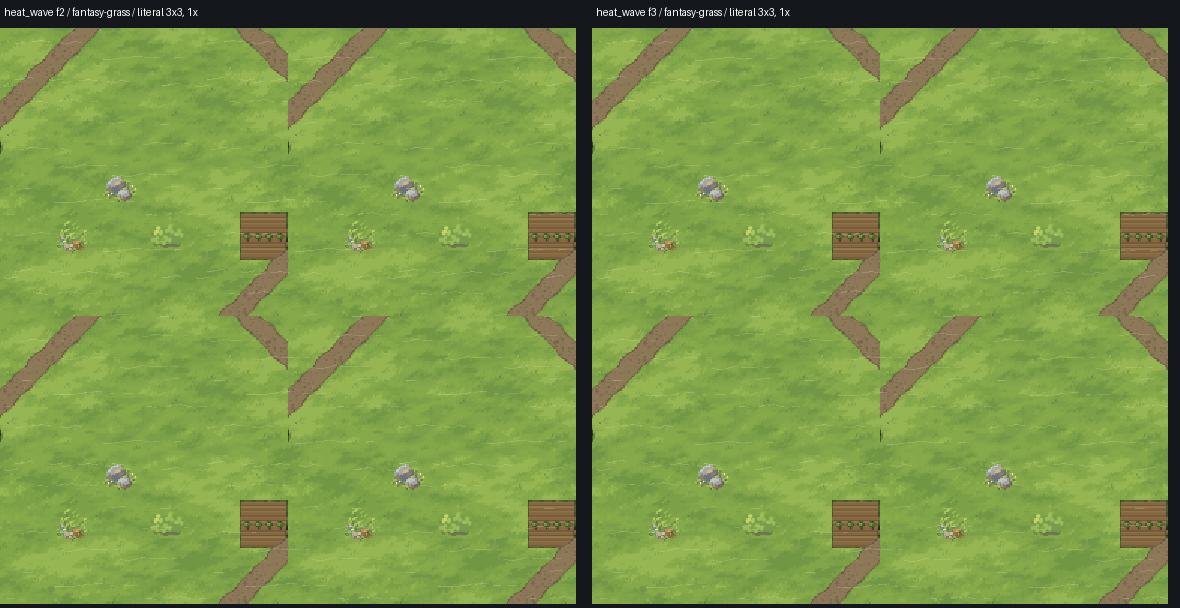 heat_wave f2 / fantasy-grass / literal 3x3, 1x
heat_wave f3 / fantasy-grass / literal 3x3, 1x